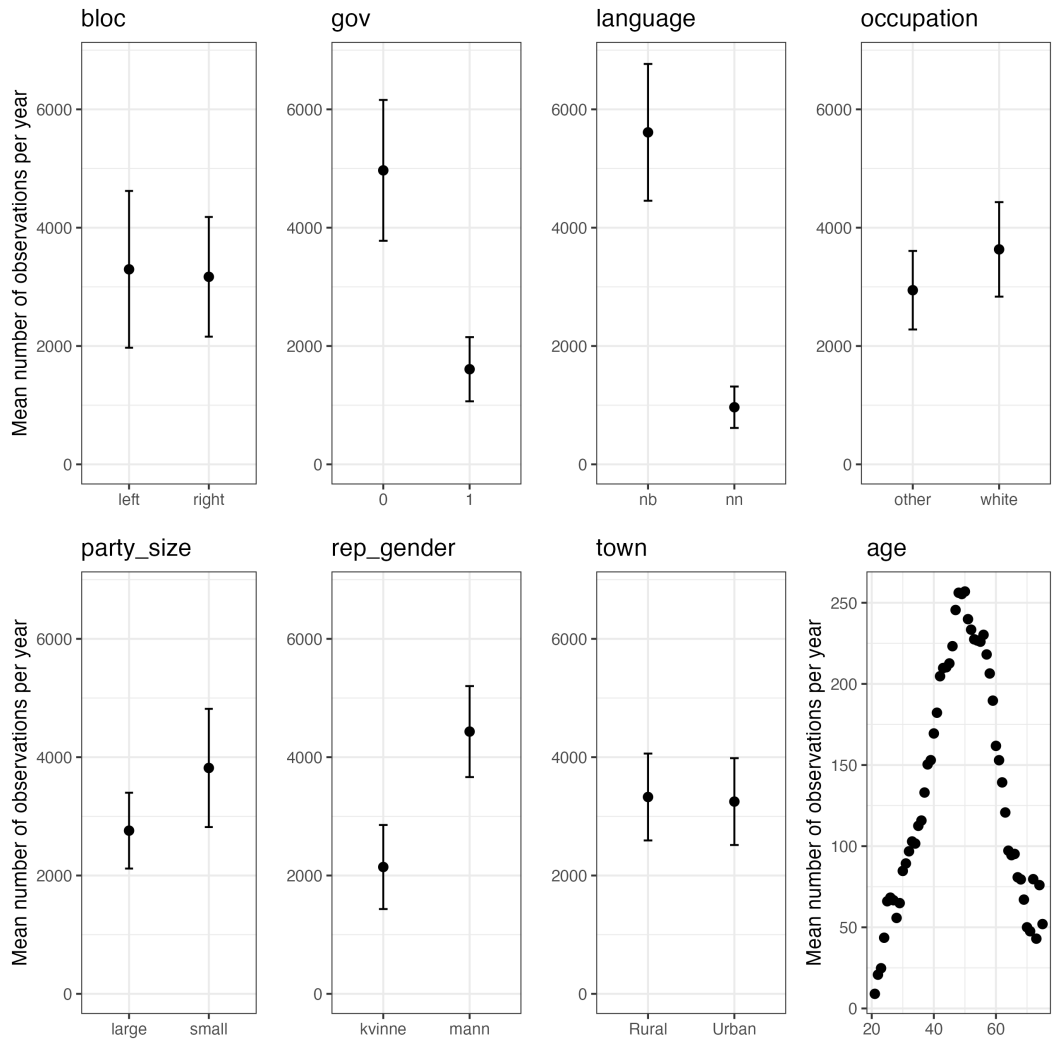 bloc
gov
language
occupation
Mean number of observations per year
6000
4000
2000
0
left right
6000
4000
2000
0
0 1
6000
4000
2000
0
nb nn
6000
4000
2000
0
other white
party_size
rep_gender
town
age
Mean number of observations per year
6000
4000
2000
0
large small
6000
4000
2000
0
kvinne mann
6000
4000
2000
0
Rural Urban
Mean number of observations per year
250
200
150
100
50
0
20 40 60